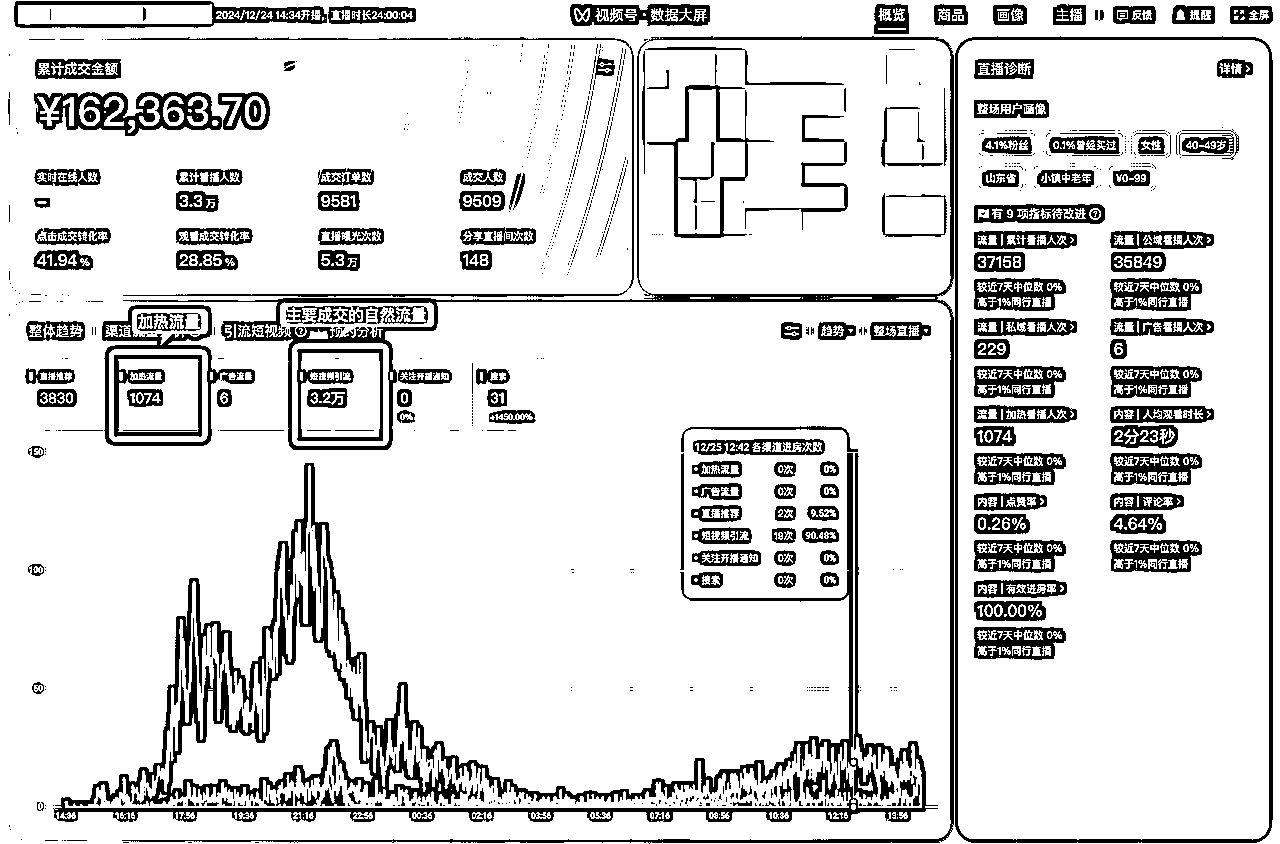 2024/12/24 14:34开播，直播时长24:00:04
视频号·数据大屏
概览 商品 画像 主播 反馈 提醒 全屏
累计成交金额
¥162,363.70
实时在线人数 累计看播人数 成交订单数 成交人数
- 3.3万 9581 9509
点击成交转化率 观看成交转化率 直播曝光次数 分享直播间次数
41.94% 28.85% 5.3万 148
直播诊断 详情 >
整场用户画像
4.1%粉丝 0.1%曾经买过 女性 40-49岁
山东省 小镇中老年 ¥0-99
有 9 项指标待改进
流量 | 累计看播人次 > 流量 | 公域看播人次 >
37158 35849
较近7天中位数 0% 较近7天中位数 0%
高于1%同行直播 高于1%同行直播
流量 | 私域看播人次 > 流量 | 广告看播人次 >
229 6
较近7天中位数 0% 较近7天中位数 0%
高于1%同行直播 高于1%同行直播
流量 | 加热看播人次 > 内容 | 人均观看时长 >
1074 2分23秒
较近7天中位数 0% 较近7天中位数 0%
高于1%同行直播 高于1%同行直播
内容 | 点赞率 > 内容 | 评论率 >
0.26% 4.64%
较近7天中位数 0% 较近7天中位数 0%
高于1%同行直播 高于1%同行直播
内容 | 有效进房率 >
100.00%
较近7天中位数 0%
高于1%同行直播
加热流量 主要成交的自然流量
整体趋势 渠道 引流短视频 预约分析 趋势 整场直播
直播推荐 加热流量 广告流量 短视频引流 关注开播通知 搜索
3830 1074 6 3.2万 0 31
0% +1450.00%
12/25 12:42 各渠道进房次数
加热流量 0次 0%
广告流量 0次 0%
直播推荐 2次 9.52%
短视频引流 18次 90.48%
关注开播通知 0次 0%
搜索 0次 0%
150
100
50
0
14:36 16:16 17:56 19:36 21:16 22:56 00:36 02:16 03:56 05:36 07:16 08:56 10:36 12:16 13:56